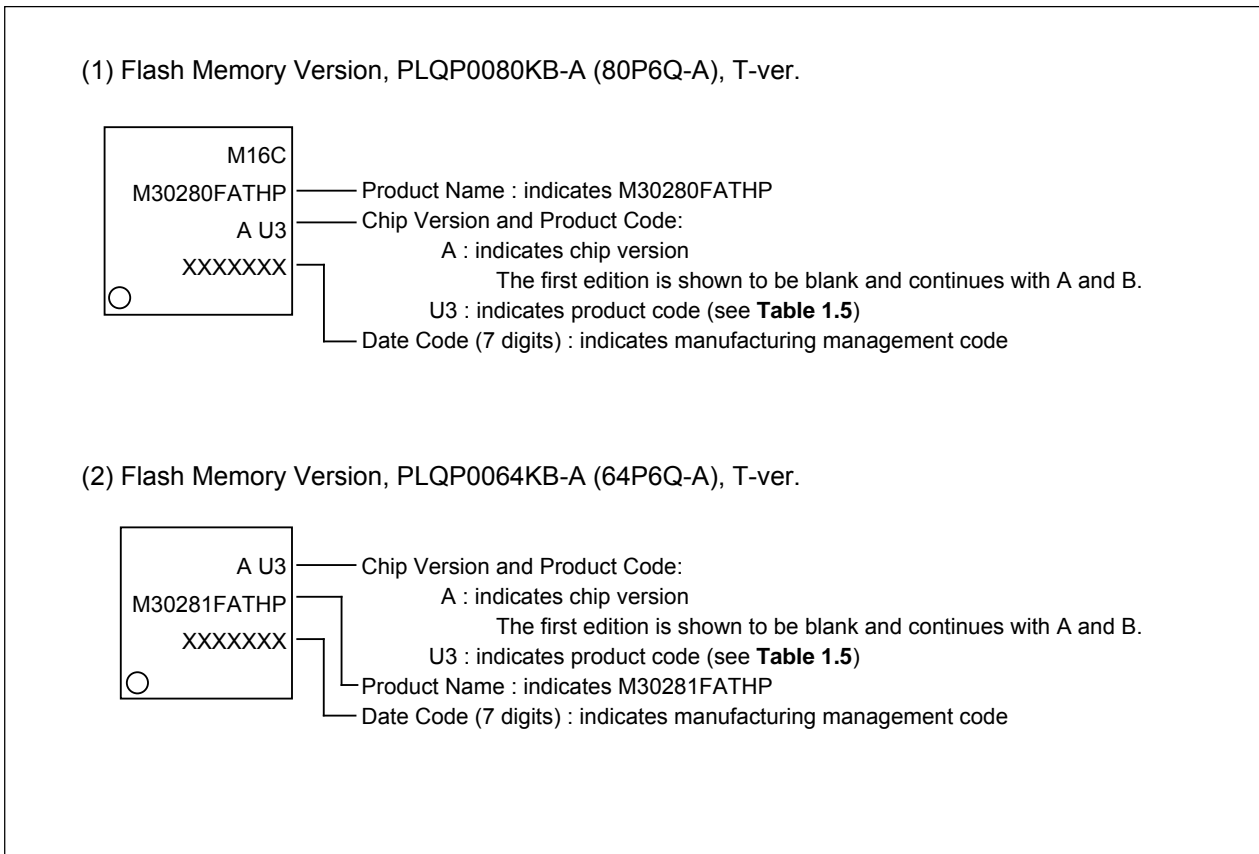 (1) Flash Memory Version, PLQP0080KB-A (80P6Q-A), T-ver.
M16C
M30280FATHP
Product Name : indicates M30280FATHP
A U3
Chip Version and Product Code:
A : indicates chip version
The first edition is shown to be blank and continues with A and B.
U3 : indicates product code (see Table 1.5)
XXXXXXX
Date Code (7 digits) : indicates manufacturing management code
(2) Flash Memory Version, PLQP0064KB-A (64P6Q-A), T-ver.
A U3
Chip Version and Product Code:
A : indicates chip version
The first edition is shown to be blank and continues with A and B.
U3 : indicates product code (see Table 1.5)
M30281FATHP
Product Name : indicates M30281FATHP
XXXXXXX
Date Code (7 digits) : indicates manufacturing management code